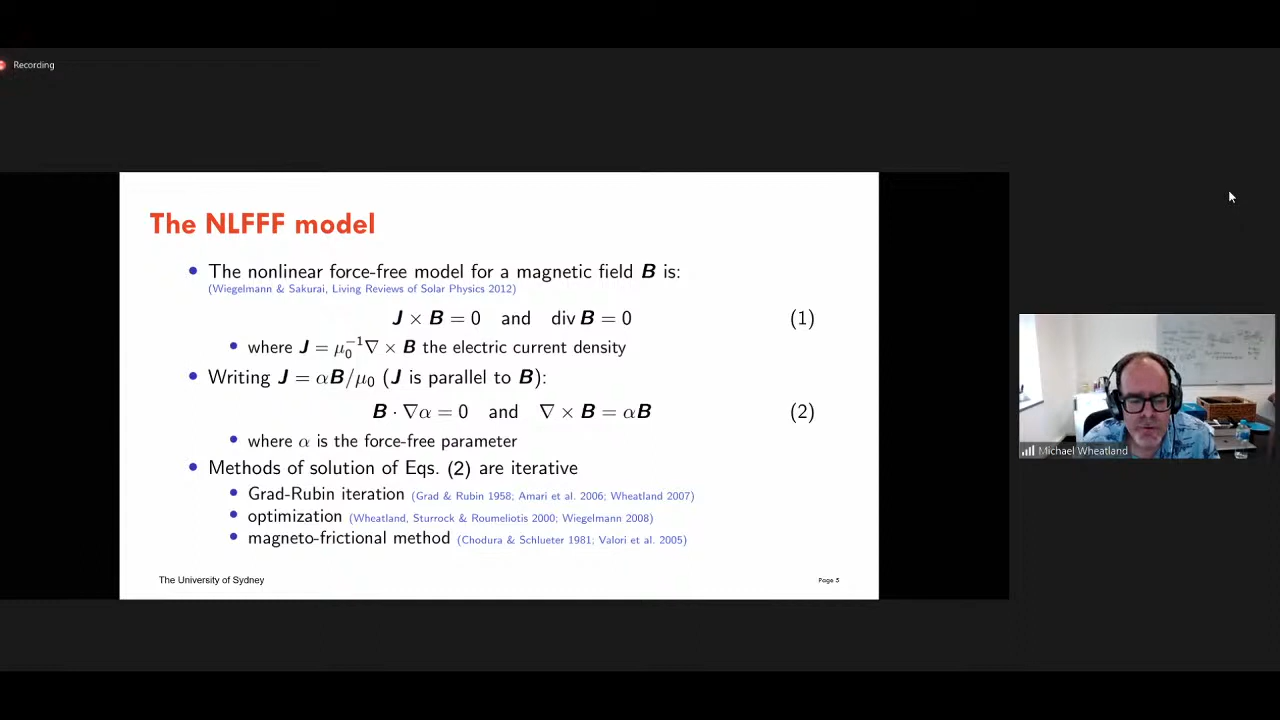 Recording
The NLFFF model
• The nonlinear force-free model for a magnetic field B is:
(Wiegelmann & Sakurai, Living Reviews of Solar Physics 2012)
J × B = 0 and div B = 0 (1)
• where J = μ₀⁻¹∇ × B the electric current density
• Writing J = αB/μ₀ (J is parallel to B):
B · ∇α = 0 and ∇ × B = αB (2)
• where α is the force-free parameter
• Methods of solution of Eqs. (2) are iterative
• Grad-Rubin iteration (Grad & Rubin 1958; Amari et al. 2006; Wheatland 2007)
• optimization (Wheatland, Sturrock & Roumeliotis 2000; Wiegelmann 2008)
• magneto-frictional method (Chodura & Schlueter 1981; Valori et al. 2005)
The University of Sydney
Page 5
Michael Wheatland